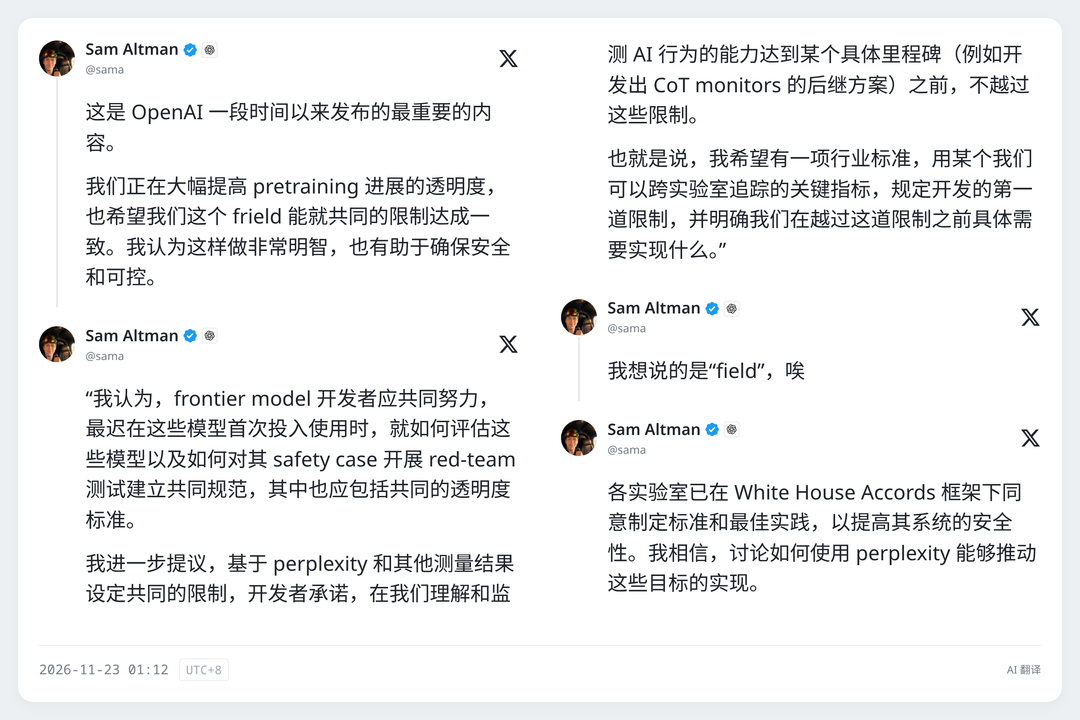 Sam Altman
@sama
这是 OpenAI 一段时间以来发布的最重要的内
容。
我们正在大幅提高 pretraining 进展的透明度，
也希望我们这个 frield 能就共同的限制达成一
致。我认为这样做非常明智，也有助于确保安全
和可控。
Sam Altman
@sama
“我认为，frontier model 开发者应共同努力，
最迟在这些模型首次投入使用时，就如何评估这
些模型以及如何对其 safety case 开展 red-team
测试建立共同规范，其中也应包括共同的透明度
标准。
我进一步提议，基于 perplexity 和其他测量结果
设定共同的限制，开发者承诺，在我们理解和监
测 AI 行为的能力达到某个具体里程碑（例如开
发出 CoT monitors 的后继方案）之前，不越过
这些限制。
也就是说，我希望有一项行业标准，用某个我们
可以跨实验室追踪的关键指标，规定开发的第一
道限制，并明确我们在越过这道限制之前具体需
要实现什么。”
Sam Altman
@sama
我想说的是“field”，唉
Sam Altman
@sama
各实验室已在 White House Accords 框架下同
意制定标准和最佳实践，以提高其系统的安全
性。我相信，讨论如何使用 perplexity 能够推动
这些目标的实现。
2026-11-23 01:12 UTC+8
AI 翻译